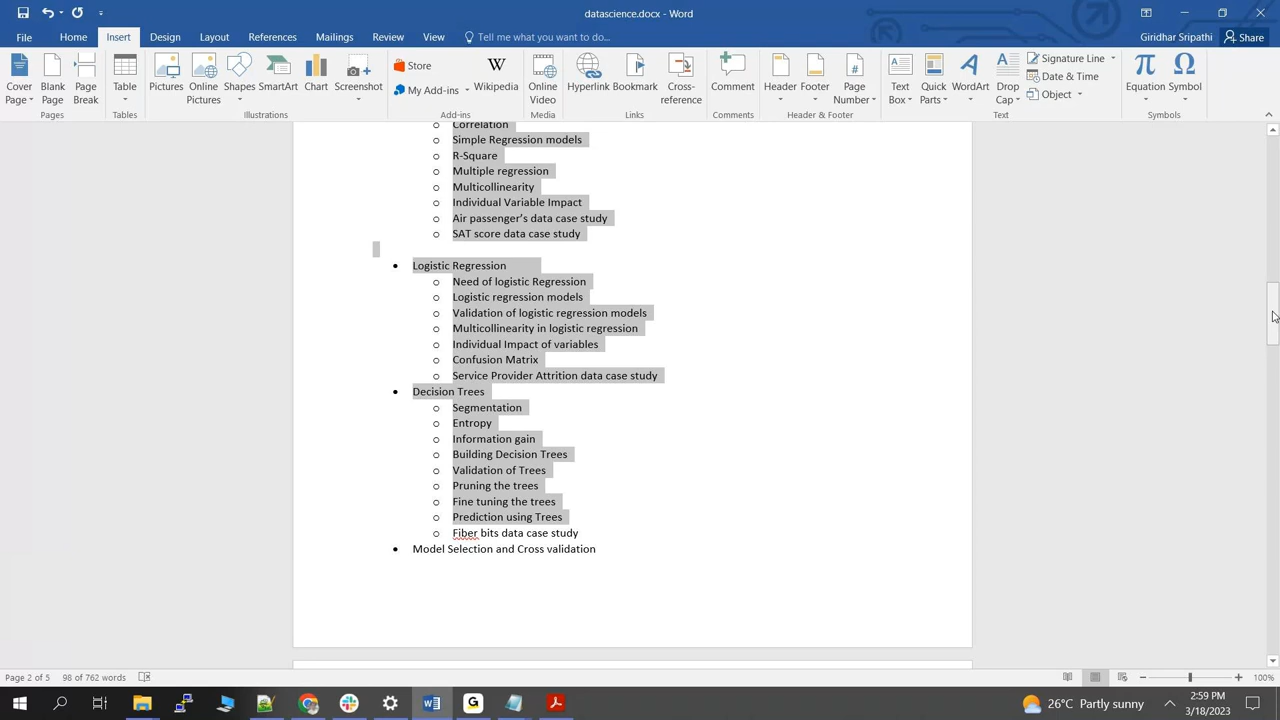 datascience.docx - Word
File Home Insert Design Layout References Mailings Review View Tell me what you want to do... Giridhar Sripathi Share
Cover Page Blank Page Page Break Table Pictures Online Pictures Shapes SmartArt Chart Screenshot Store My Add-ins Wikipedia Online Video Hyperlink Bookmark Cross-reference Comment Header Footer Page Number Text Box Quick Parts WordArt Drop Cap Signature Line Date & Time Object Equation Symbol
Pages Tables Illustrations Add-ins Media Links Comments Header & Footer Text Symbols
Correlation
Simple Regression models
R-Square
Multiple regression
Multicollinearity
Individual Variable Impact
Air passenger’s data case study
SAT score data case study
Logistic Regression
Need of logistic Regression
Logistic regression models
Validation of logistic regression models
Multicollinearity in logistic regression
Individual Impact of variables
Confusion Matrix
Service Provider Attrition data case study
Decision Trees
Segmentation
Entropy
Information gain
Building Decision Trees
Validation of Trees
Pruning the trees
Fine tuning the trees
Prediction using Trees
Fiber bits data case study
Model Selection and Cross validation
Page 2 of 5 98 of 762 words 100%
26°C Partly sunny 2:59 PM
3/18/2023